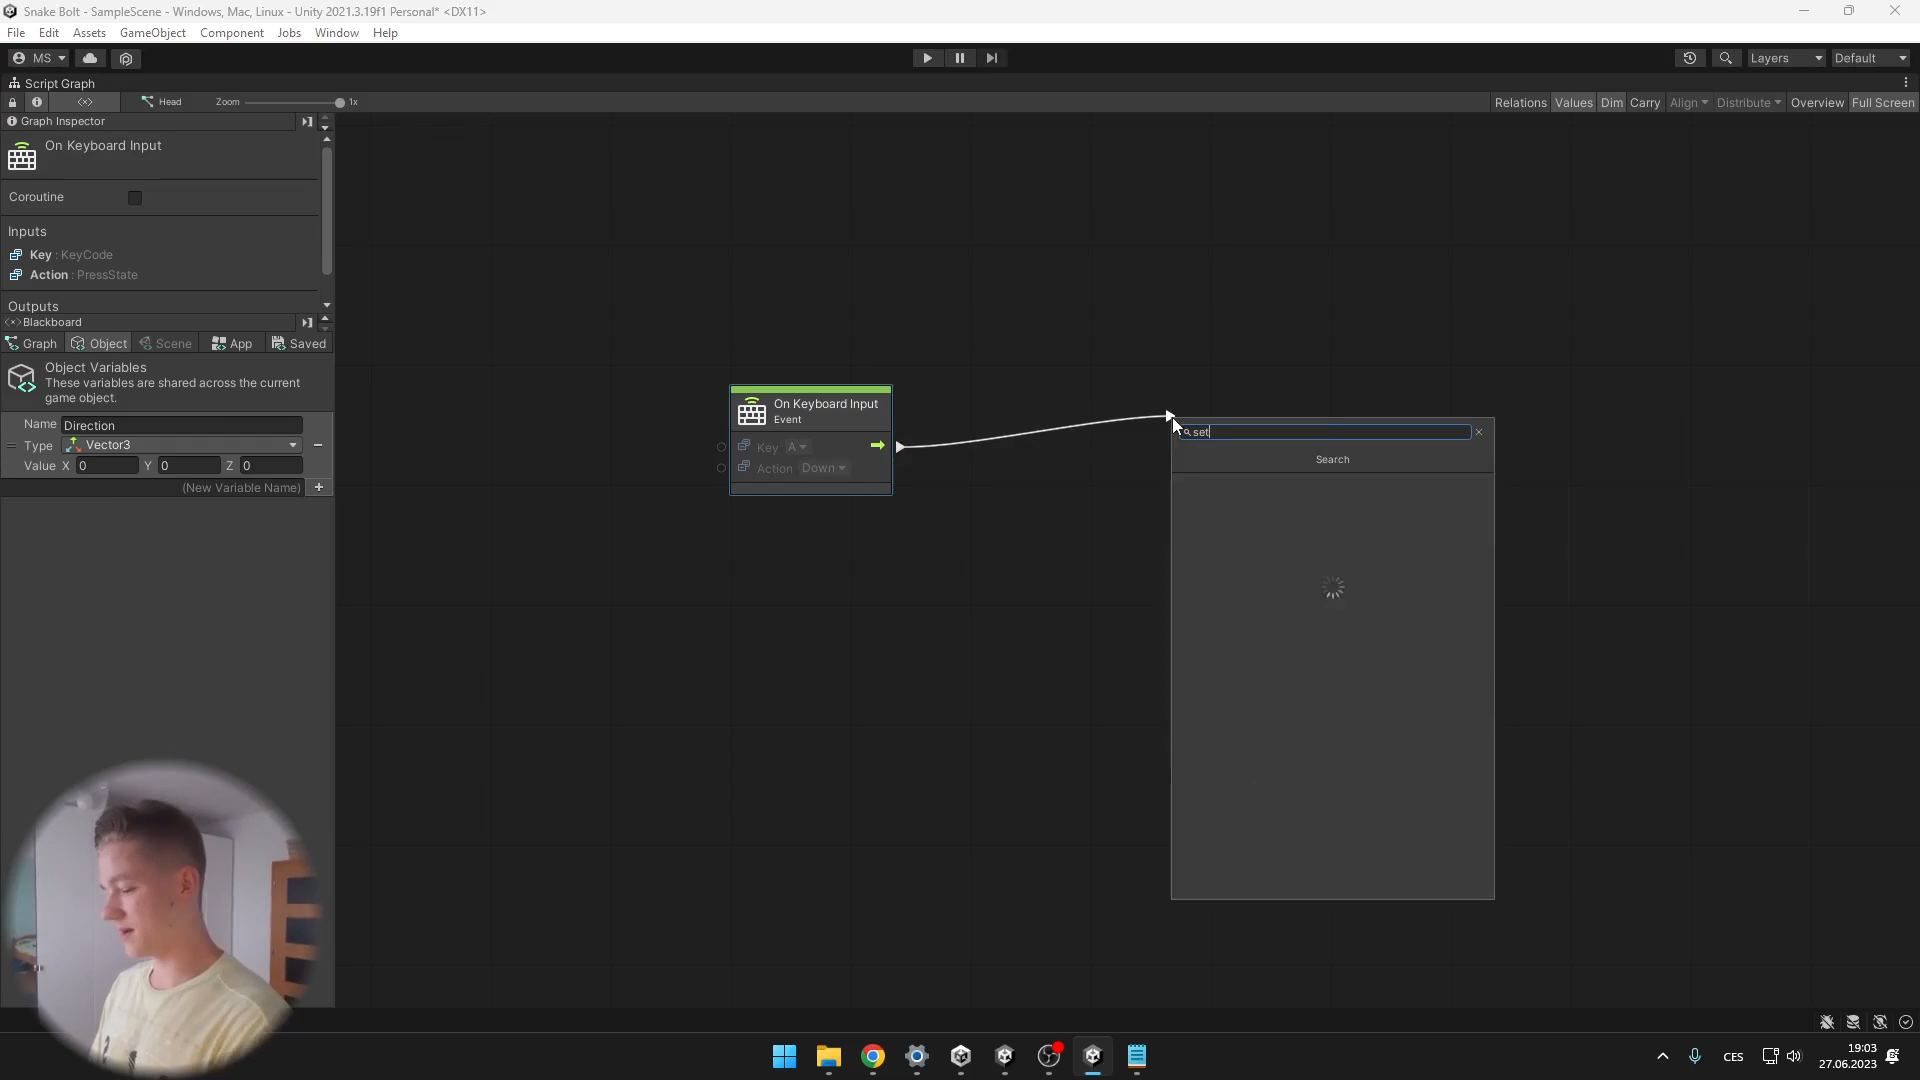 Snake Bolt - SampleScene - Windows, Mac, Linux - Unity 2021.3.19f1 Personal* <DX11>
File Edit Assets GameObject Component Jobs Window Help
MS Layers Default
Script Graph
Head Zoom 1x Relations Values Dim Carry Align Distribute Overview Full Screen
Graph Inspector
On Keyboard Input
Coroutine
Inputs
Key : KeyCode
Action : PressState
Outputs
<x> Blackboard
Graph Object Scene App Saved
Object Variables
These variables are shared across the current
game object.
Name Direction
Type Vector3
Value X 0 Y 0 Z 0
(New Variable Name) +
On Keyboard Input
Event
Key A
Action Down
set
Search
CES
19:03
27.06.2023